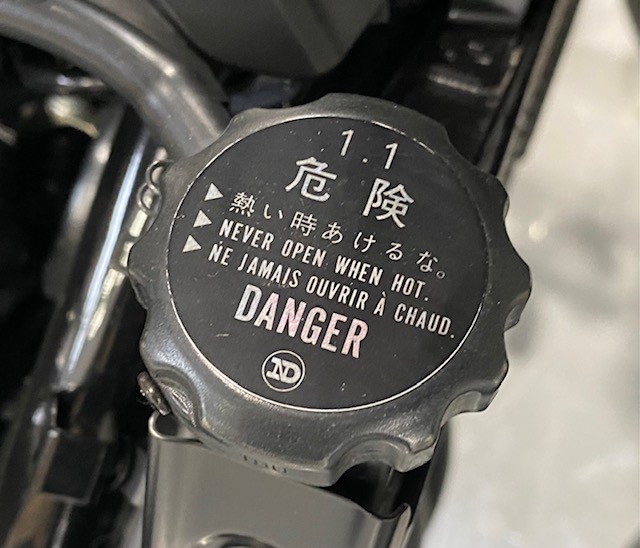 1.1
危険
▶熱い時あけるな。
▶NEVER OPEN WHEN HOT.
▶NE JAMAIS OUVRIR À CHAUD.
DANGER
ND